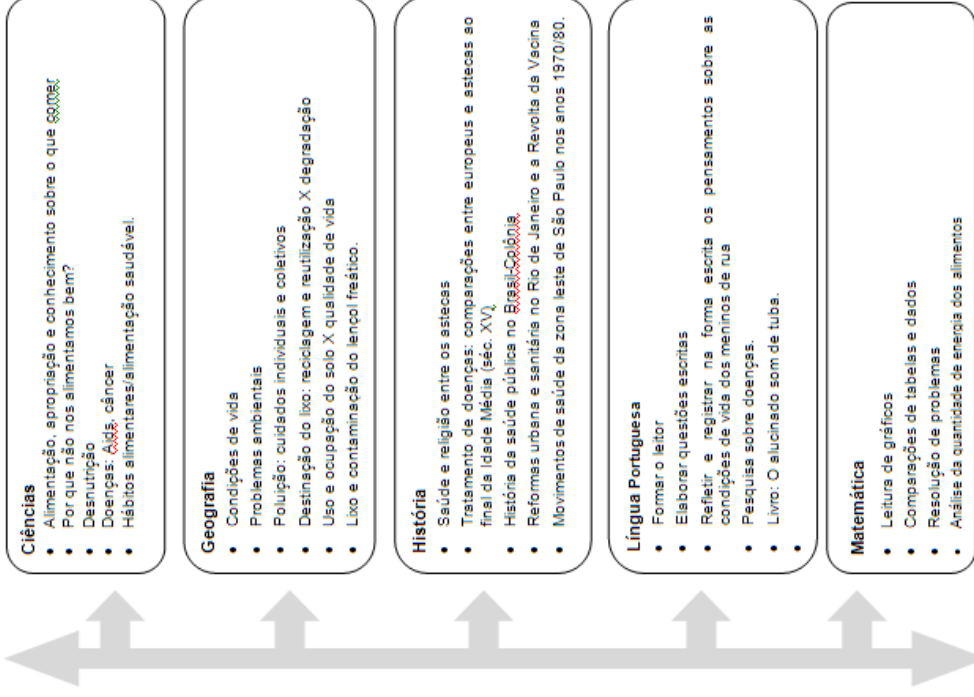 Ciências
• Alimentação, apropriação e conhecimento sobre o que comer
• Por que não nos alimentamos bem?
• Desnutrição
• Doenças: Aids, câncer
• Hábitos alimentares/alimentação saudável.
Geografia
• Condições de vida
• Problemas ambientais
• Poluição: cuidados individuais e coletivos
• Destinação do lixo: reciclagem e reutilização X degradação
• Uso e ocupação do solo X qualidade de vida
• Lixo e contaminação do lençol freático.
História
• Saúde e religião entre os astecas
• Tratamento de doenças: comparações entre europeus e astecas ao
final da Idade Média (séc. XV)
• História da saúde pública no Brasil-Colônia
• Reformas urbana e sanitária no Rio de Janeiro e a Revolta da Vacina
• Movimentos de saúde da zona leste de São Paulo nos anos 1970/80.
Língua Portuguesa
• Formar o leitor
• Elaborar questões escritas
• Refletir e registrar na forma escrita os pensamentos sobre as
condições de vida dos meninos de rua
• Pesquisa sobre doenças.
• Livro: O alucinado som de tuba.
•
Matemática
• Leitura de gráficos
• Comparações de tabelas e dados
• Resolução de problemas
• Análise da quantidade de energia dos alimentos